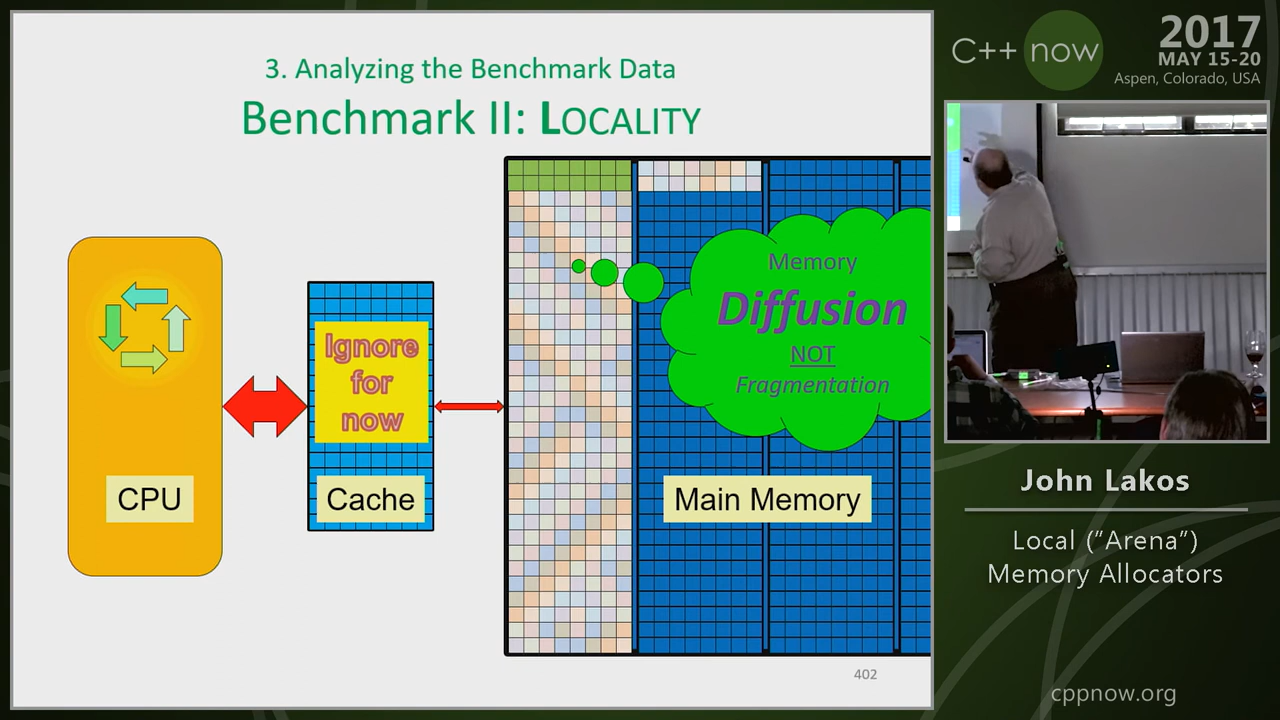 3. Analyzing the Benchmark Data
Benchmark II: LOCALITY
Memory
Diffusion
NOT
Fragmentation
Ignore
for
now
CPU
Cache
Main Memory
402
C++ now
2017
MAY 15-20
Aspen, Colorado, USA
John Lakos
Local (“Arena”)
Memory Allocators
cppnow.org